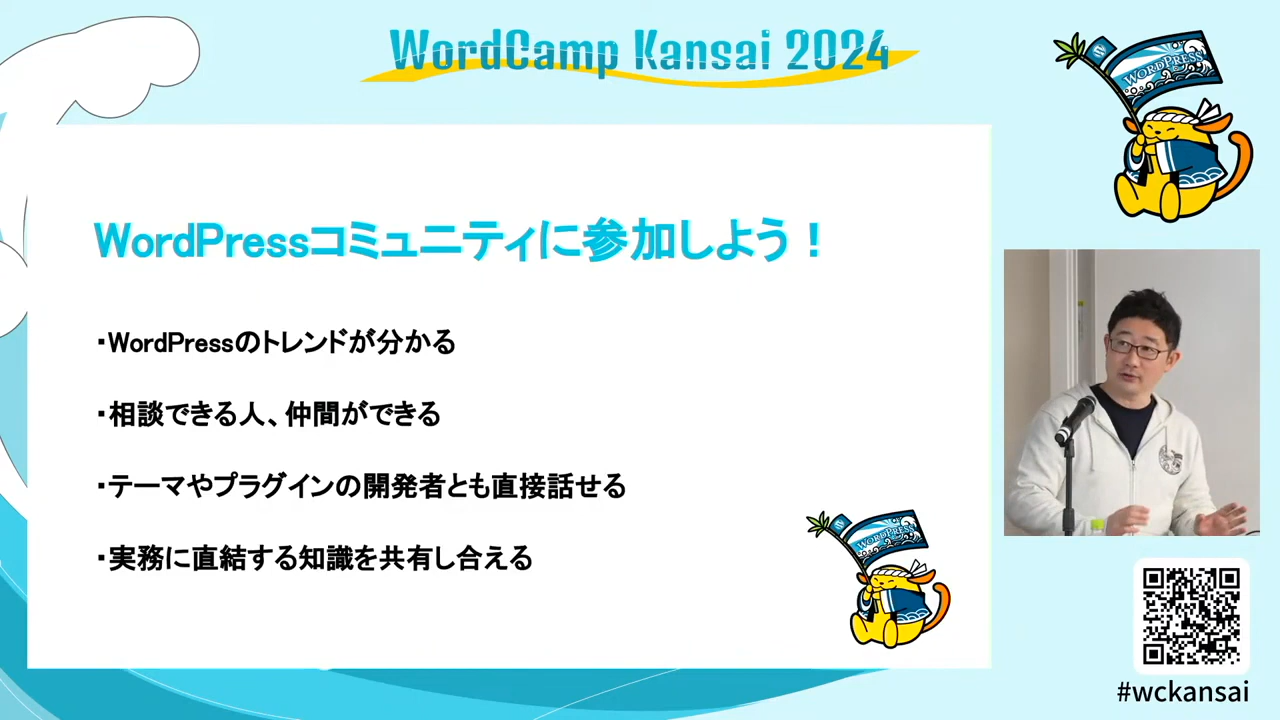 WordCamp Kansai 2024
WORDPRESS
WordPressコミュニティに参加しよう！
・WordPressのトレンドが分かる
・相談できる人、仲間ができる
・テーマやプラグインの開発者とも直接話せる
・実務に直結する知識を共有し合える
WORDPRESS
#wckansai